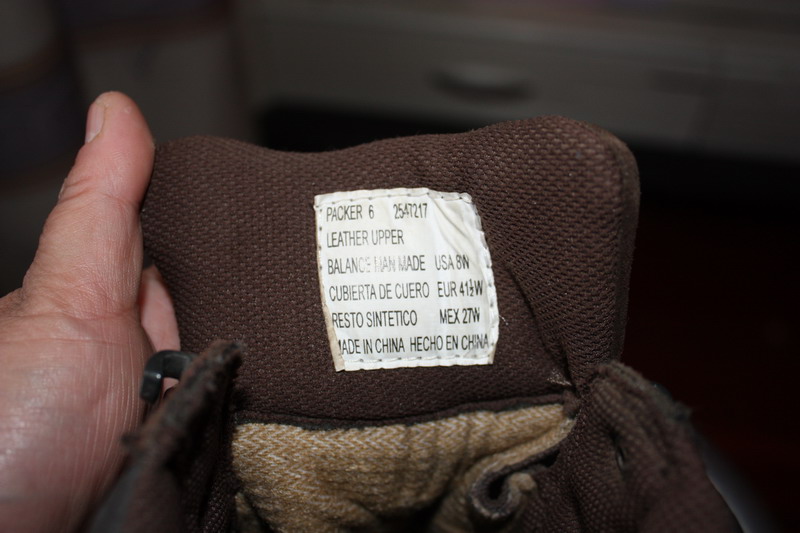 PACKER 6 2547217
LEATHER UPPER
BALANCE MAN MADE USA 8W
CUBIERTA DE CUERO EUR 41½W
RESTO SINTETICO MEX 27W
MADE IN CHINA HECHO EN CHINA